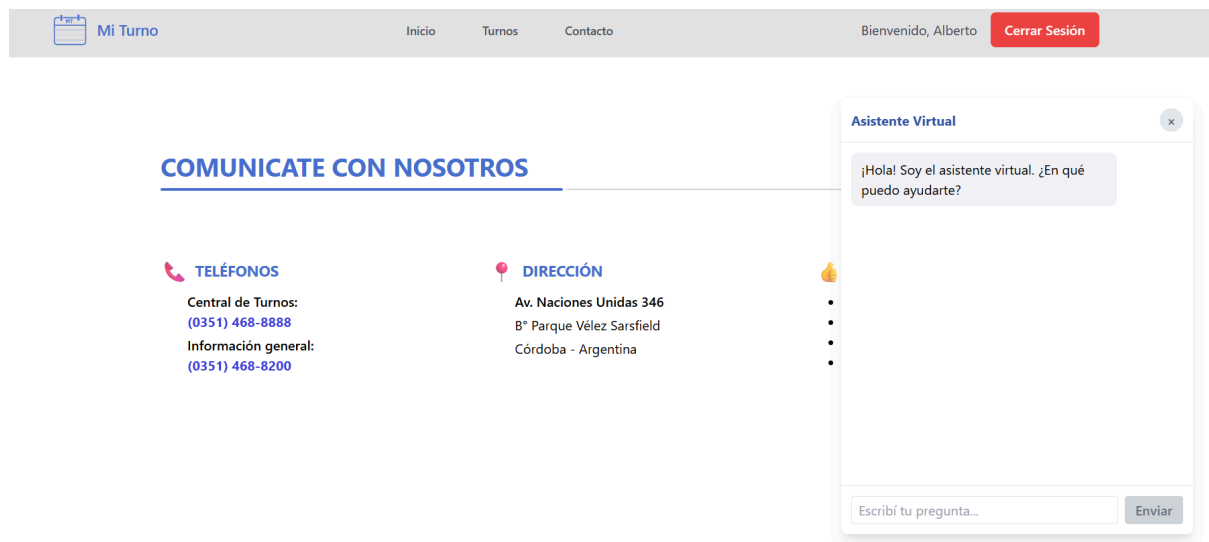 MI
Mi Turno
Inicio
Turnos
Contacto
Bienvenido, Alberto
Cerrar Sesión
COMUNICATE CON NOSOTROS
TELÉFONOS
Central de Turnos:
(0351) 468-8888
Información general:
(0351) 468-8200
DIRECCIÓN
Av. Naciones Unidas 346
B° Parque Vélez Sarsfield
Córdoba - Argentina
Asistente Virtual
×
¡Hola! Soy el asistente virtual. ¿En qué
puedo ayudarte?
Escribí tu pregunta...
Enviar